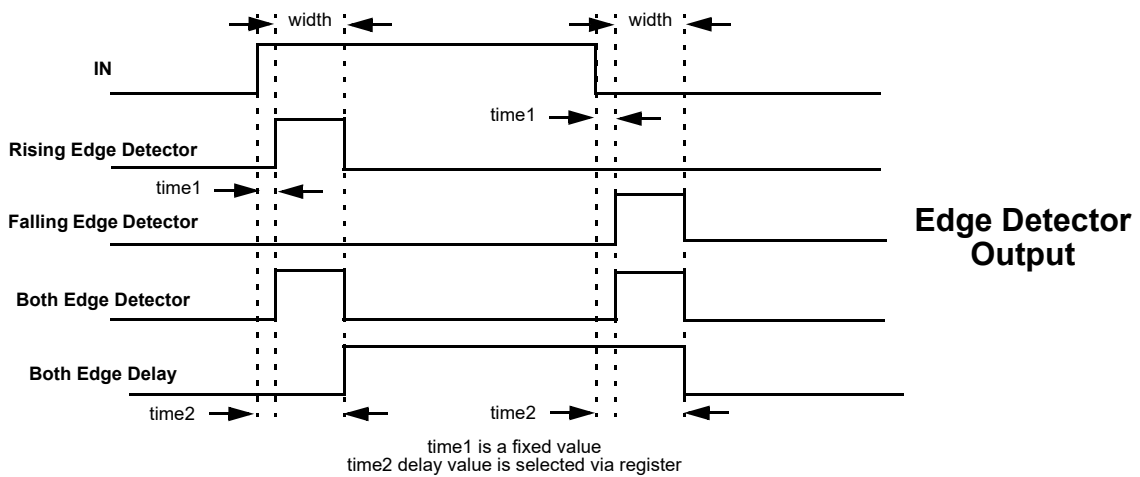 width
width
IN
time1
Rising Edge Detector
time1
Falling Edge Detector
Edge Detector
Output
Both Edge Detector
Both Edge Delay
time2
time2
time1 is a fixed value
time2 delay value is selected via register